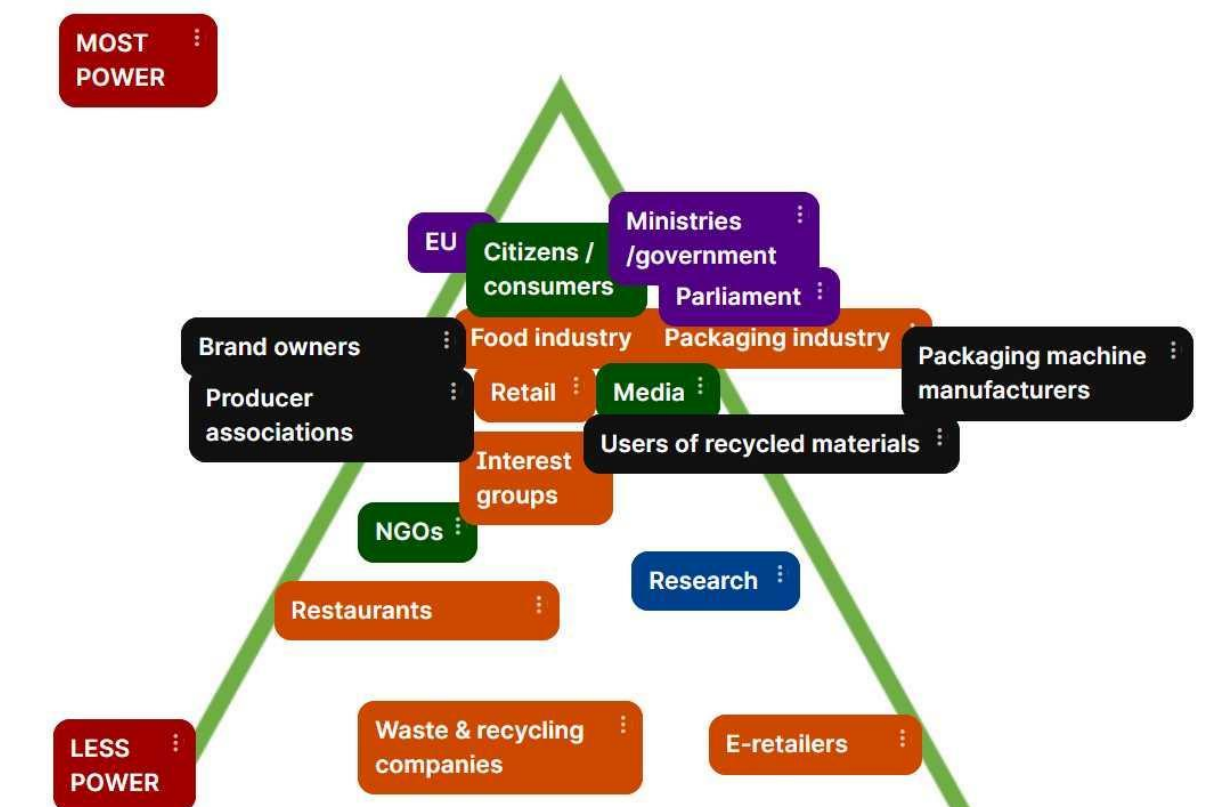 MOST
POWER
EU
Citizens /
consumers
Ministries
/government
Parliament
Food industry
Packaging industry
Brand owners
Packaging machine
manufacturers
Producer
associations
Retail
Media
Users of recycled materials
Interest
groups
NGOs
Research
Restaurants
Waste & recycling
companies
E-retailers
LESS
POWER